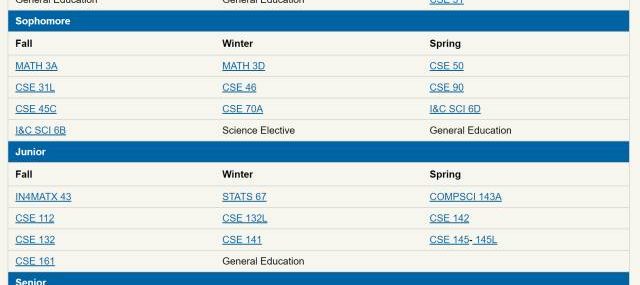 General Education General Education CSE 31
Sophomore
Fall Winter Spring
MATH 3A MATH 3D CSE 50
CSE 31L CSE 46 CSE 90
CSE 45C CSE 70A I&C SCI 6D
I&C SCI 6B Science Elective General Education
Junior
Fall Winter Spring
IN4MATX 43 STATS 67 COMPSCI 143A
CSE 112 CSE 132L CSE 142
CSE 132 CSE 141 CSE 145- 145L
CSE 161 General Education
Senior